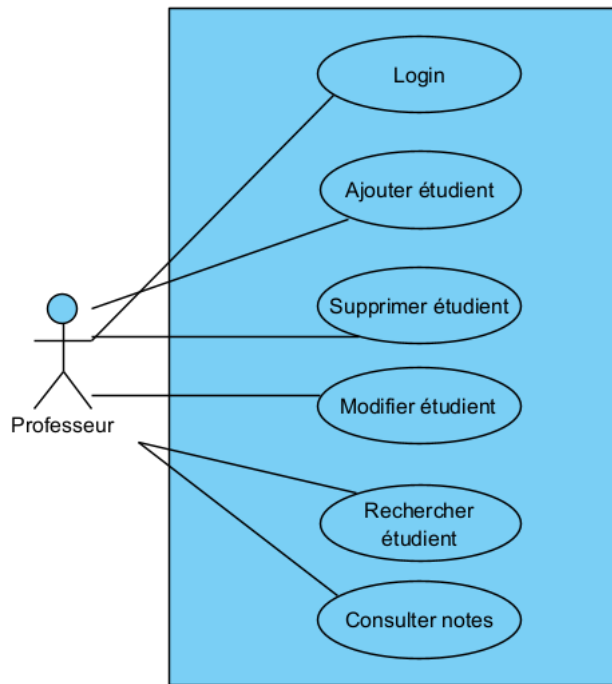 Login
Ajouter étudient
Supprimer étudient
Modifier étudient
Professeur
Rechercher
étudient
Consulter notes